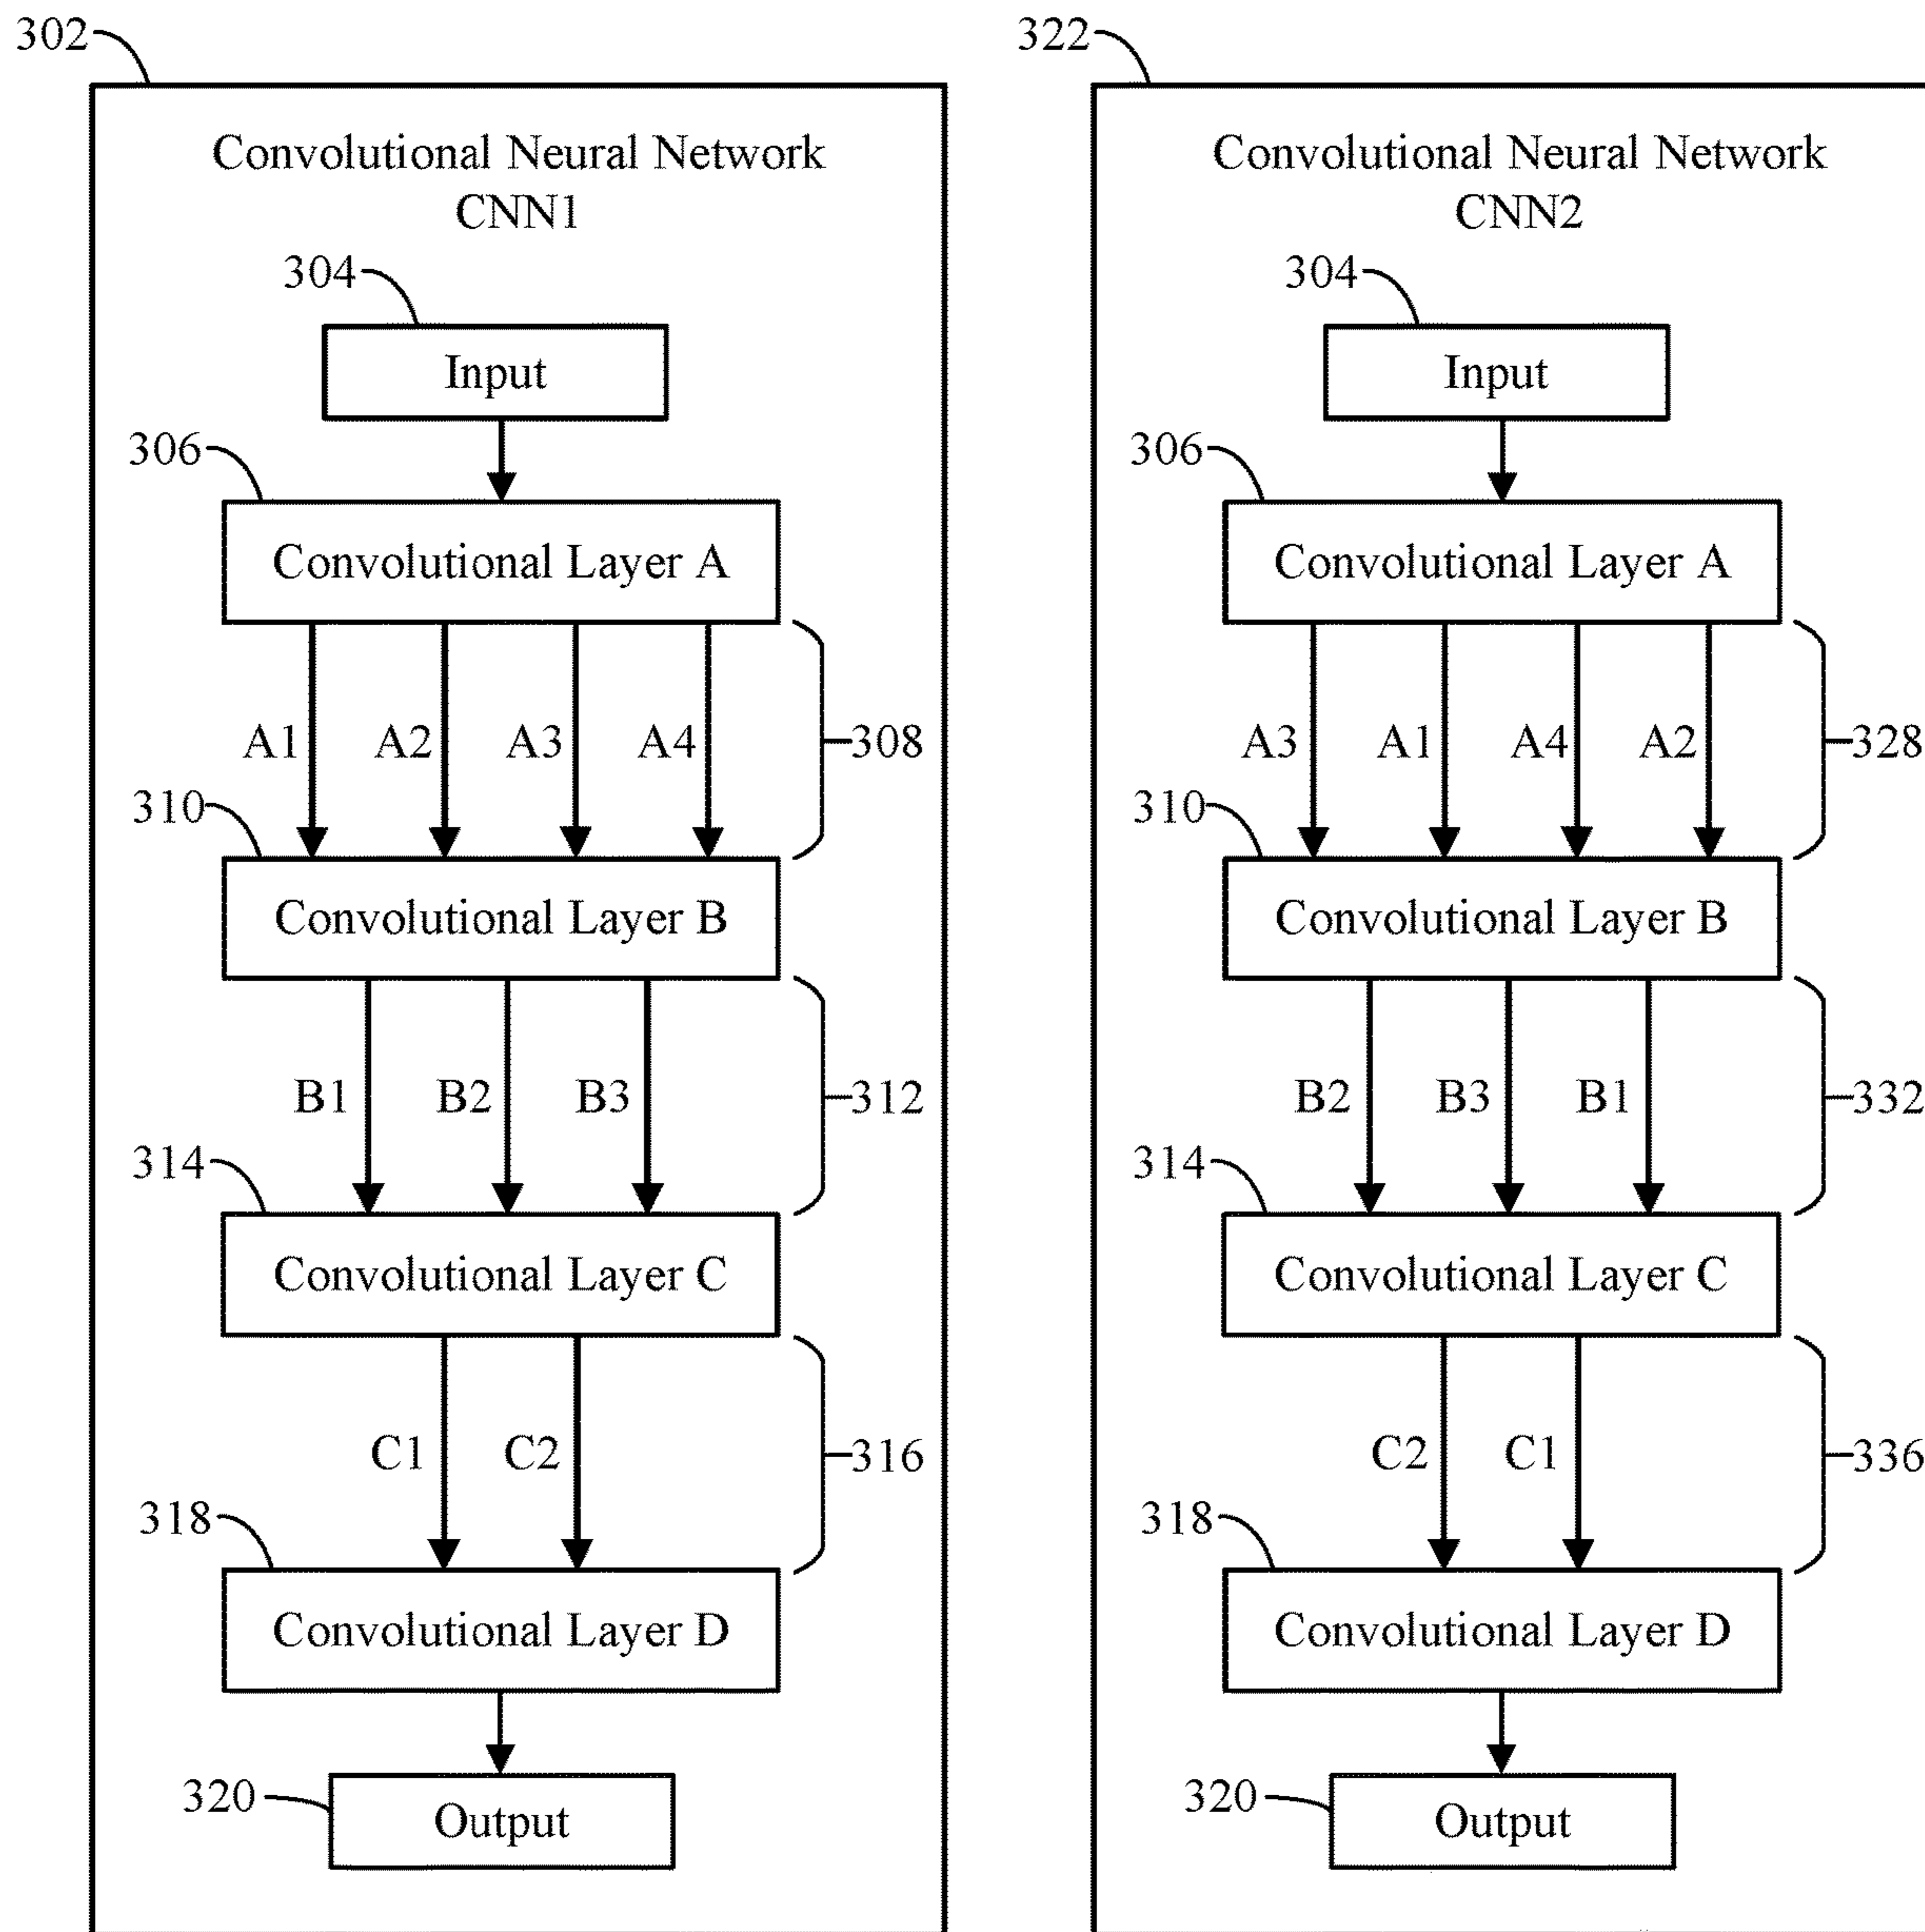 302
Convolutional Neural Network
CNN1
304
Input
306
Convolutional Layer A
A1 A2 A3 A4
308
310
Convolutional Layer B
B1 B2 B3
312
314
Convolutional Layer C
C1 C2
316
318
Convolutional Layer D
320
Output
322
Convolutional Neural Network
CNN2
304
Input
306
Convolutional Layer A
A3 A1 A4 A2
328
310
Convolutional Layer B
B2 B3 B1
332
314
Convolutional Layer C
C2 C1
336
318
Convolutional Layer D
320
Output